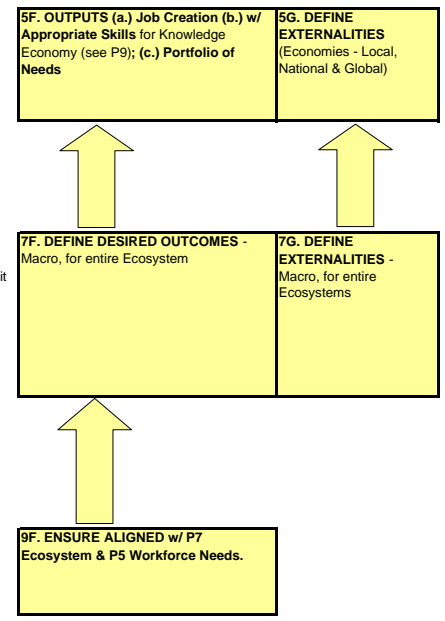 5F. OUTPUTS (a.) Job Creation (b.) w/
Appropriate Skills for Knowledge
Economy (see P9); (c.) Portfolio of
Needs
5G. DEFINE
EXTERNALITIES
(Economies - Local,
National & Global)
7F. DEFINE DESIRED OUTCOMES -
Macro, for entire Ecosystem
it
7G. DEFINE
EXTERNALITIES -
Macro, for entire
Ecosystems
9F. ENSURE ALIGNED w/ P7
Ecosystem & P5 Workforce Needs.